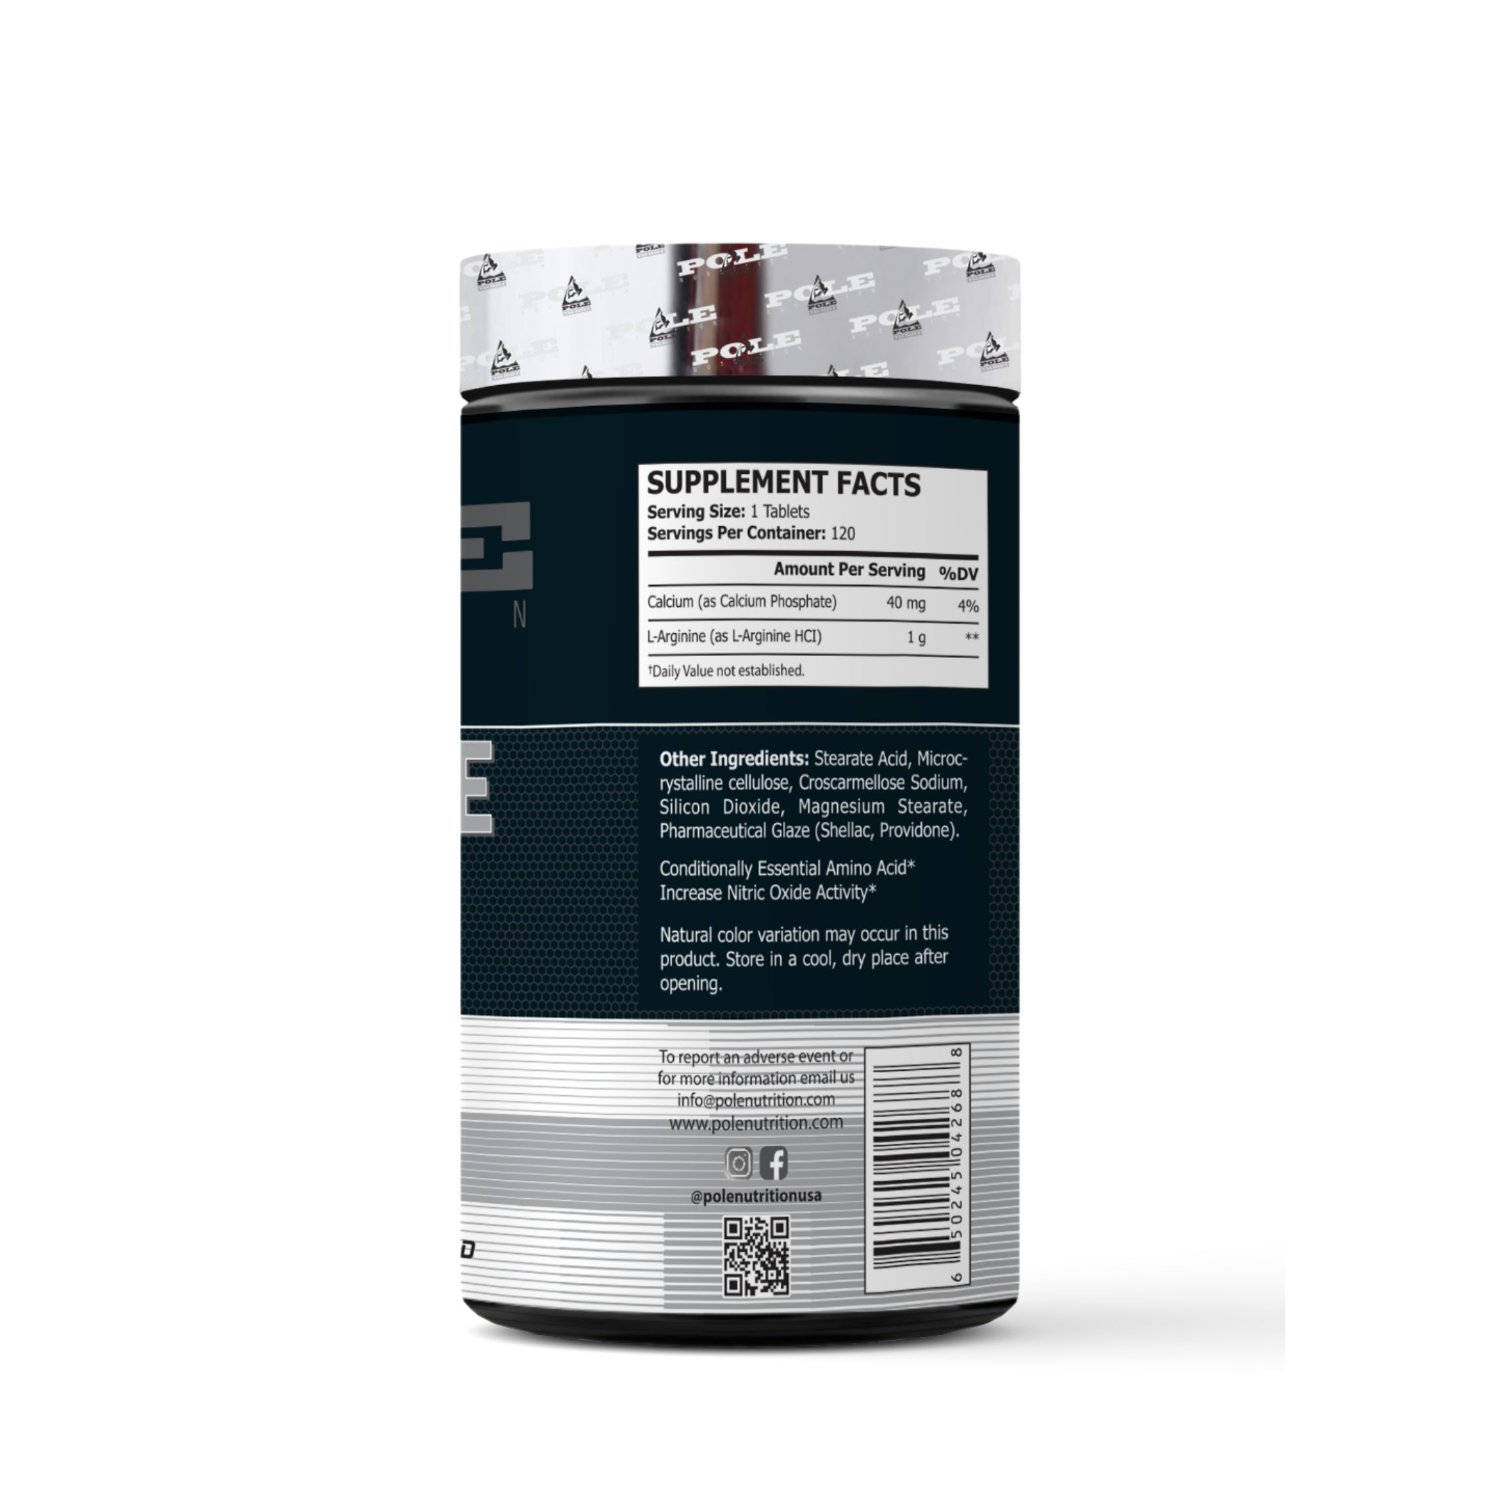 POLE
POLE
POLE
POLE
POLE
POLE
SUPPLEMENT FACTS
Serving Size: 1 Tablets
Servings Per Container: 120
Amount Per Serving %DV
Calcium (as Calcium Phosphate) 40 mg 4%
L-Arginine (as L-Arginine HCI) 1 g **
†Daily Value not established.
N
E
Other Ingredients: Stearate Acid, Microc-
rystalline cellulose, Croscarmellose Sodium,
Silicon Dioxide, Magnesium Stearate,
Pharmaceutical Glaze (Shellac, Providone).
Conditionally Essential Amino Acid*
Increase Nitric Oxide Activity*
Natural color variation may occur in this
product. Store in a cool, dry place after
opening.
To report an adverse event or
for more information email us
info@polenutrition.com
www.polenutrition.com
@polenutritionusa
D
6 50245 04268 8